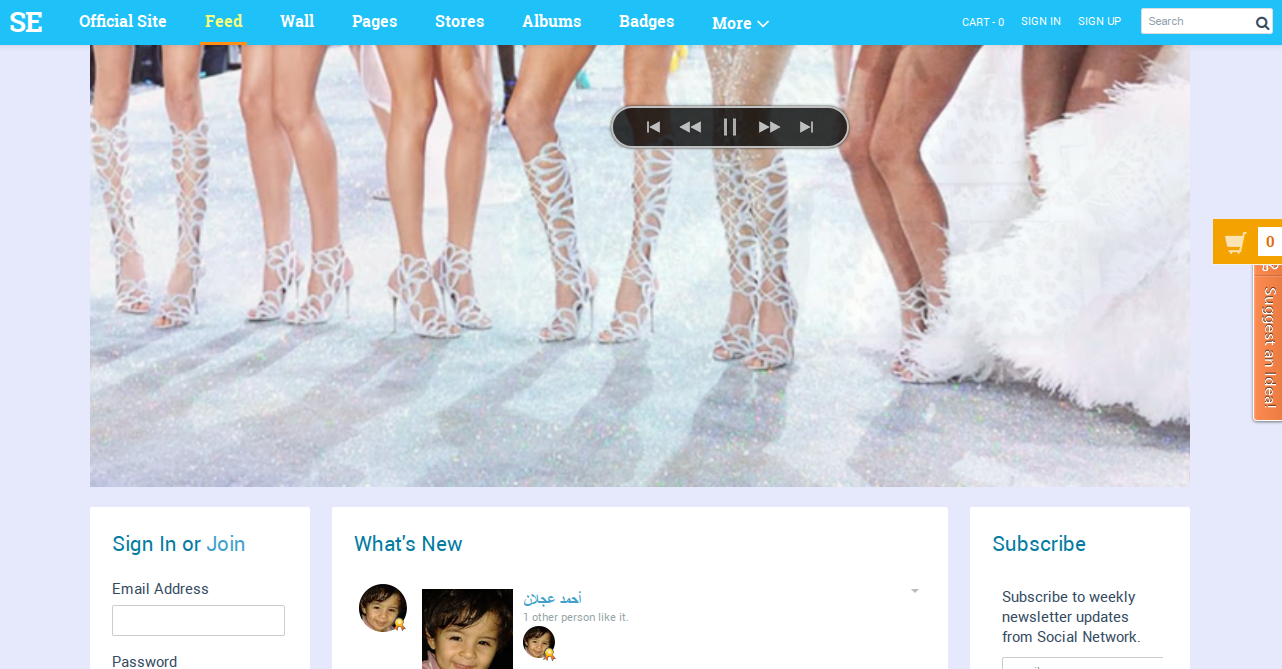 SE
Official Site
Feed
Wall
Pages
Stores
Albums
Badges
More
CART - 0
SIGN IN
SIGN UP
Search
0
Suggest an Idea!
Sign In or Join
Email Address
Password
What's New
أحمد عجلان
1 other person like it.
Subscribe
Subscribe to weekly
newsletter updates
from Social Network.